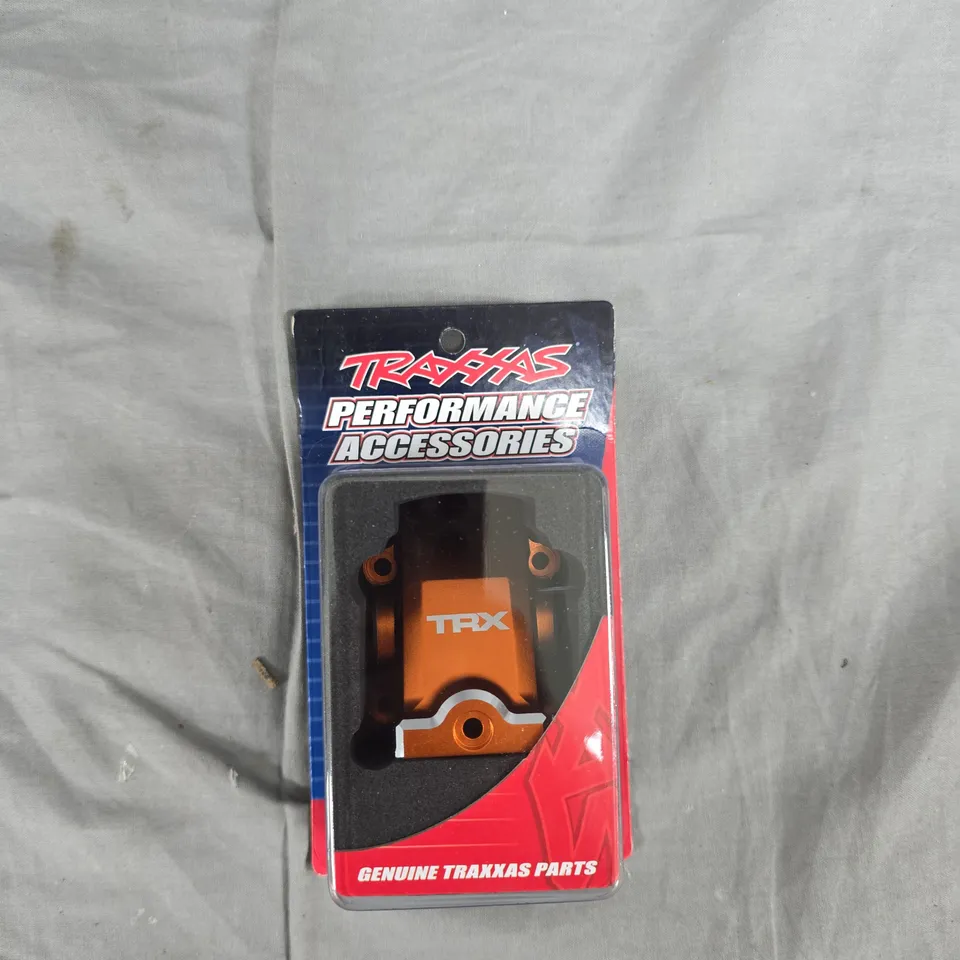 TRAXXAS
PERFORMANCE
ACCESSORIES
TRX
GENUINE TRAXXAS PARTS